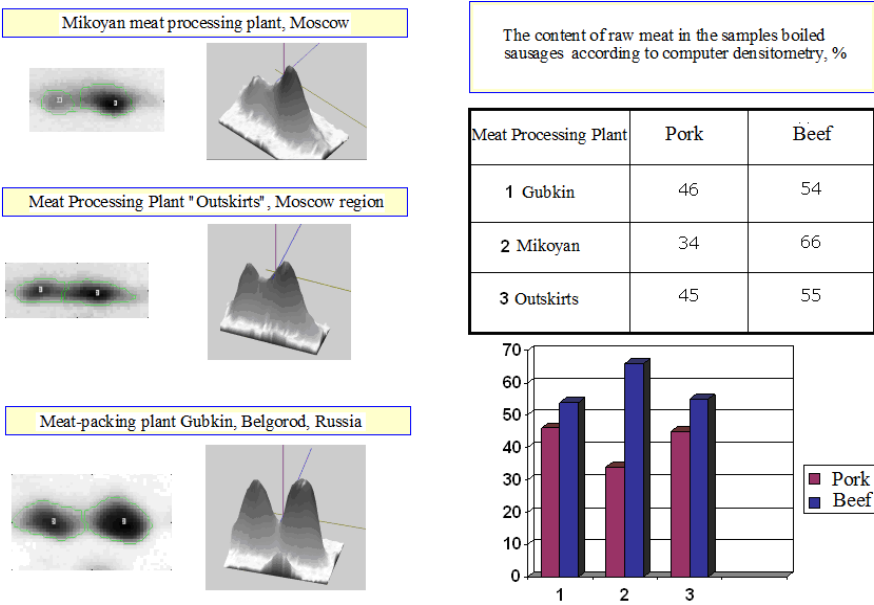 Mikoyan meat processing plant, Moscow
Meat Processing Plant "Outskirts", Moscow region
Meat-packing plant Gubkin, Belgorod, Russia
The content of raw meat in the samples boiled
sausages according to computer densitometry, %
Meat Processing Plant Pork Beef
1 Gubkin 46 54
2 Mikoyan 34 66
3 Outskirts 45 55
70
60
50
40
30
20
10
0
1 2 3
Pork
Beef